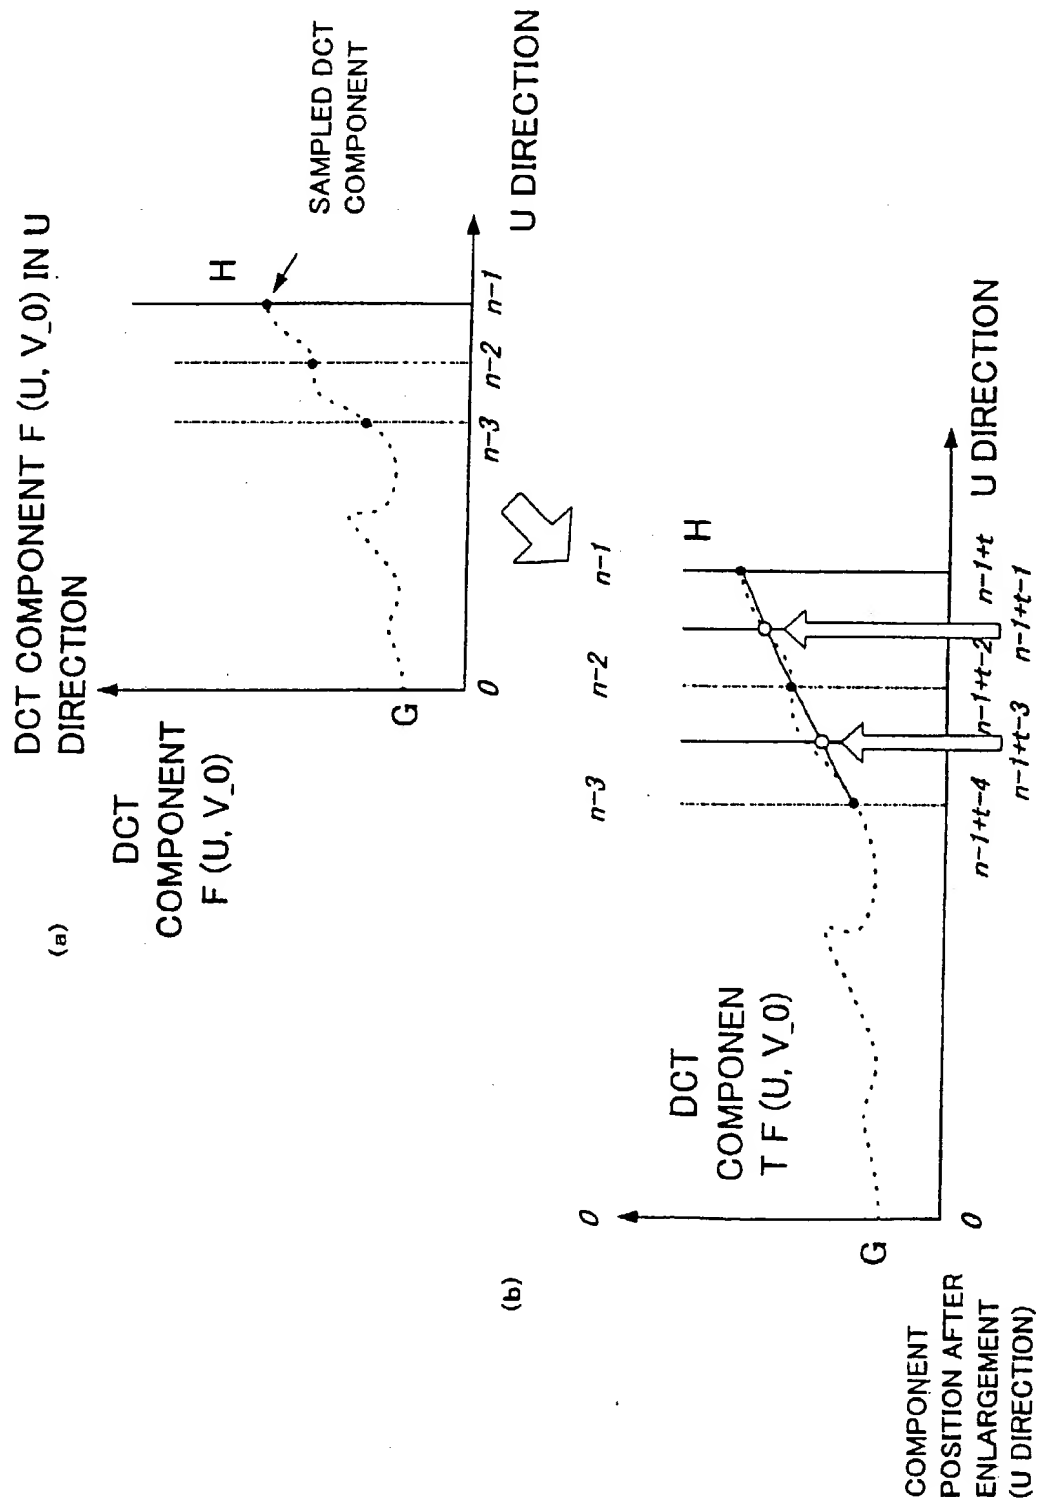 (a)
DCT COMPONENT F (U, V_0) IN U
DIRECTION
DCT
COMPONENT
F (U, V_0)
H
SAMPLED DCT
COMPONENT
G
0
n-3
n-2
n-1
U DIRECTION
(b)
0
n-3
n-2
n-1
DCT
COMPONEN
T F (U, V_0)
H
G
COMPONENT
POSITION AFTER
ENLARGEMENT
(U DIRECTION)
0
n-1+t-4
n-1+t-3
n-1+t-2
n-1+t-1
n-1+t
U DIRECTION